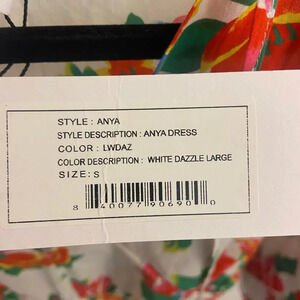 STYLE : ANYA
STYLE DESCRIPTION : ANYA DRESS
COLOR : LWDAZ
COLOR DESCRIPTION : WHITE DAZZLE LARGE
SIZE : S
8 40077 90690 0